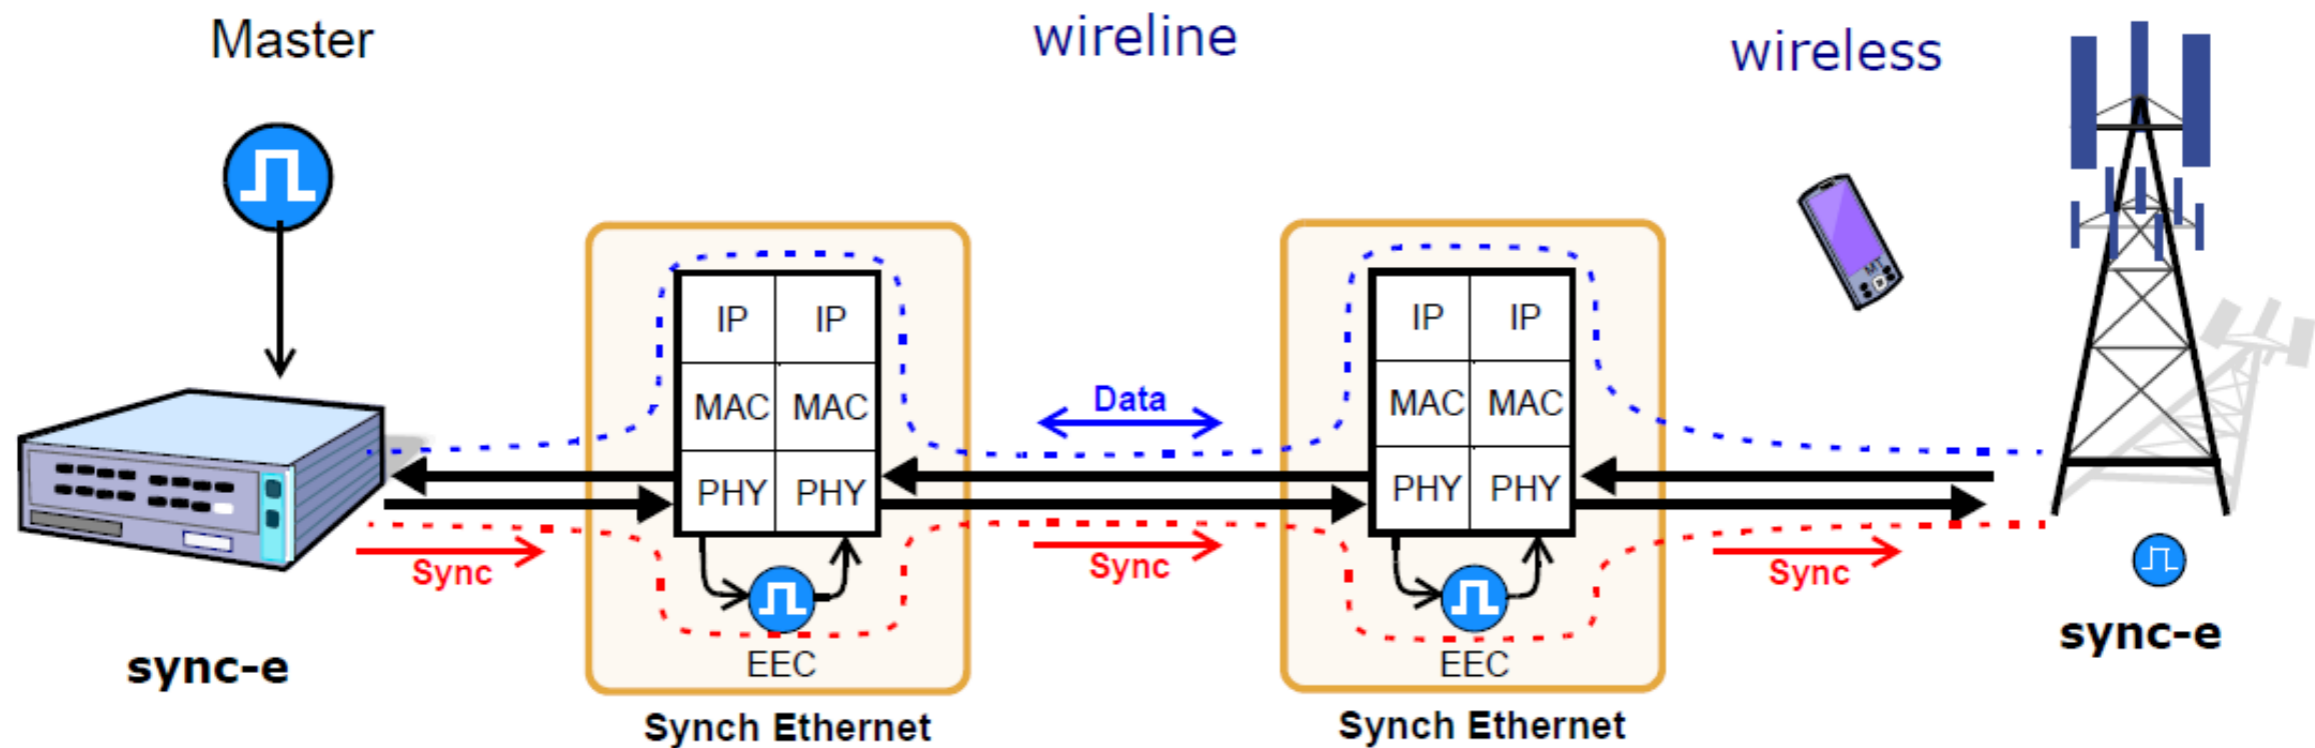 Master
wireline
wireless
MT
IP IP
IP IP
MAC MAC
Data
MAC MAC
PHY PHY
PHY PHY
Sync
Sync
Sync
EEC
EEC
sync-e
sync-e
Synch Ethernet
Synch Ethernet